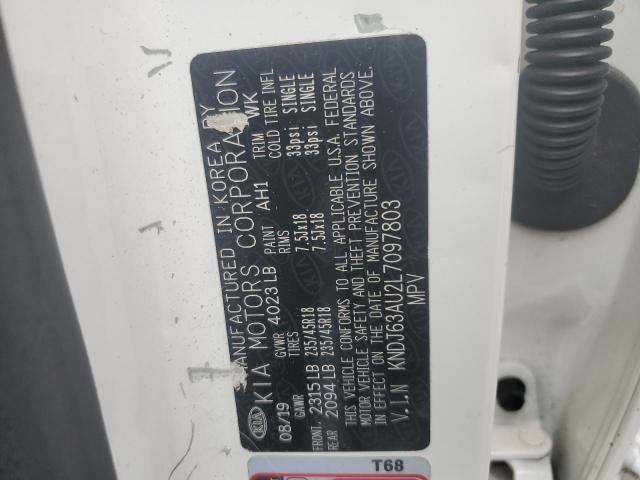 MANUFACTURED IN KOREA BY
KIA KIA MOTORS CORPORATION
08/19 GVWR 4023 LB PAINT AH1 TRIM WK
GAWR TIRES RIMS COLD TIRE INFL
FRONT. 2315 LB 235/45R18 7.5Jx18 33psi SINGLE
REAR 2094 LB 235/45R18 7.5Jx18 33psi SINGLE
THIS VEHICLE CONFORMS TO ALL APPLICABLE U.S.A. FEDERAL
MOTOR VEHICLE SAFETY AND THEFT PREVENTION STANDARDS
IN EFFECT ON THE DATE OF MANUFACTURE SHOWN ABOVE.
V.I.N KNDJ63AU2L7097803
MPV
T68